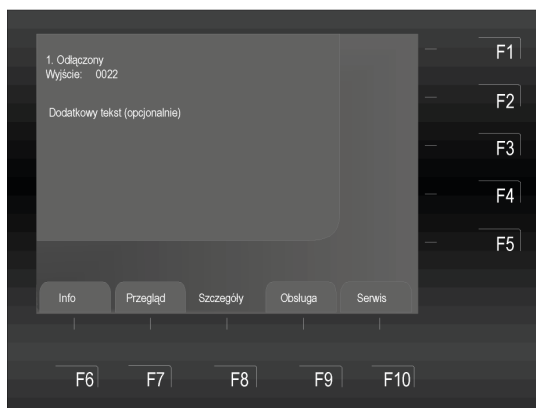 1. Odłączony
Wyjście: 0022
Dodatkowy tekst (opcjonalnie)
F1
F2
F3
F4
F5
Info Przegląd Szczegóły Obsługa Serwis
F6 F7 F8 F9 F10